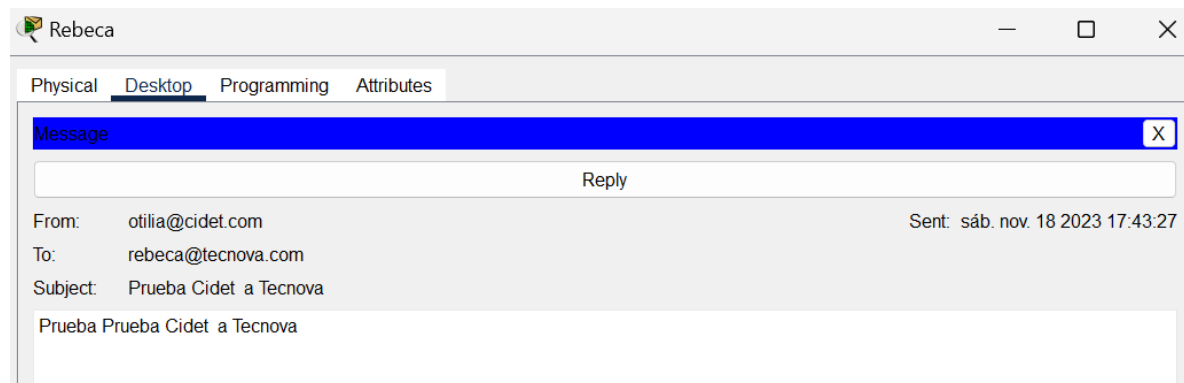 Rebeca
Physical Desktop Programming Attributes
Message X
Reply
From: otilia@cidet.com Sent: sáb. nov. 18 2023 17:43:27
To: rebeca@tecnova.com
Subject: Prueba Cidet a Tecnova
Prueba Prueba Cidet a Tecnova